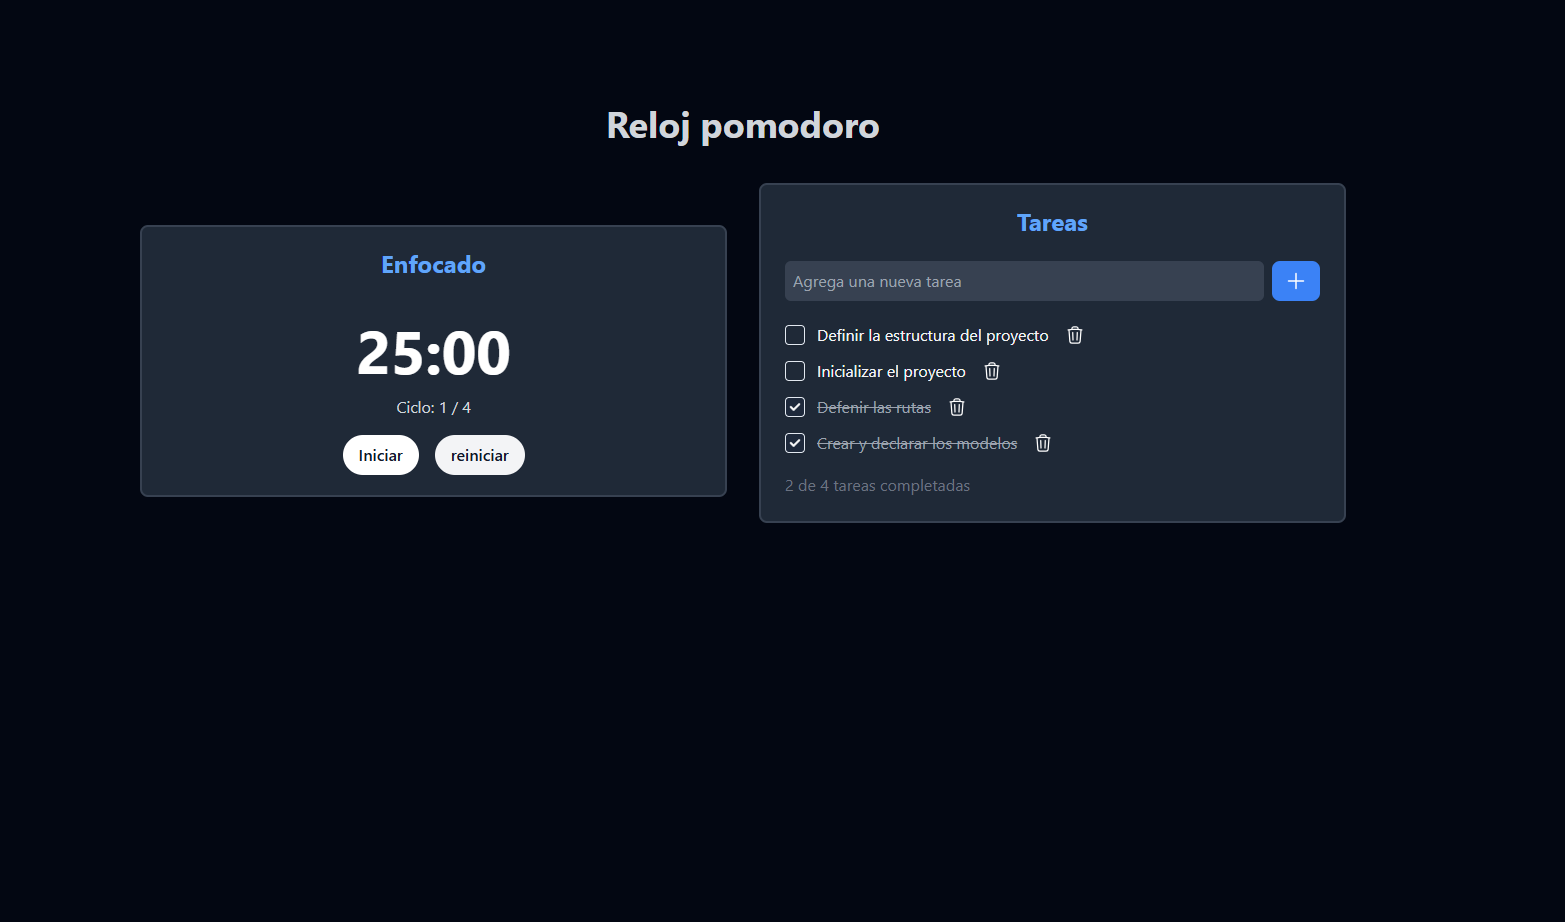 Reloj pomodoro
Enfocado
25:00
Ciclo: 1 / 4
Iniciar
reiniciar
Tareas
Agrega una nueva tarea
Definir la estructura del proyecto
Inicializar el proyecto
Defenir las rutas
Crear y declarar los modelos
2 de 4 tareas completadas